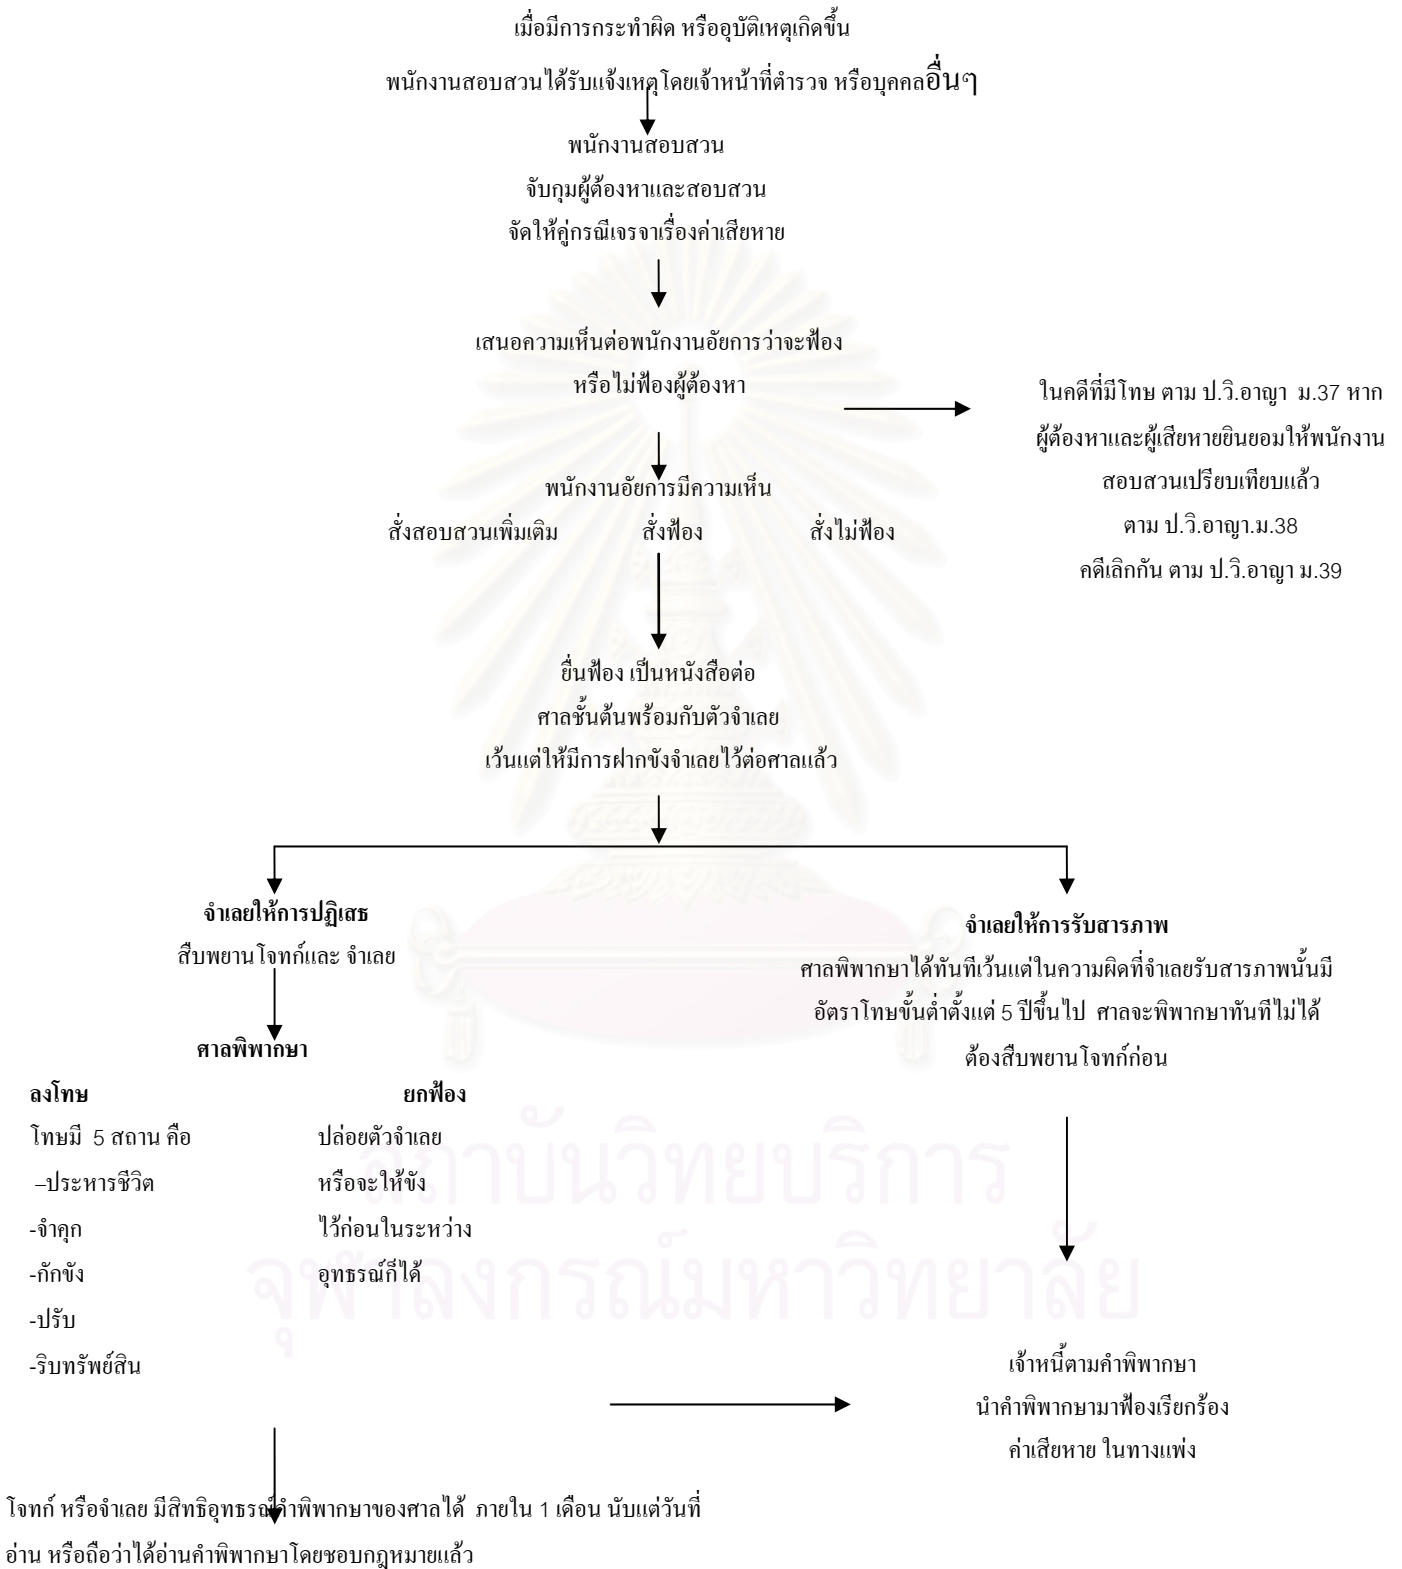 เมื่อมีการกระทำผิด หรืออุบัติเหตุเกิดขึ้น
พนักงานสอบสวนได้รับแจ้งเหตุโดยเจ้าหน้าที่ตำรวจ หรือบุคคลอื่นๆ
พนักงานสอบสวน
จับกุมผู้ต้องหาและสอบสวน
จัดให้คู่กรณีเจรจาเรื่องค่าเสียหาย
เสนอความเห็นต่อพนักงานอัยการว่าจะฟ้อง
หรือไม่ฟ้องผู้ต้องหา
ในคดีที่มีโทษ ตาม ป.วิ.อาญา ม.37 หาก
ผู้ต้องหาและผู้เสียหายยินยอมให้พนักงาน
สอบสวนเปรียบเทียบแล้ว
ตาม ป.วิ.อาญา.ม.38
คดีเลิกกัน ตาม ป.วิ.อาญา ม.39
พนักงานอัยการมีความเห็น
สั่งสอบสวนเพิ่มเติม สั่งฟ้อง สั่งไม่ฟ้อง
ยื่นฟ้อง เป็นหนังสือต่อ
ศาลชั้นต้นพร้อมกับตัวจำเลย
เว้นแต่ให้มีการฝากขังจำเลยไว้ต่อศาลแล้ว
จำเลยให้การปฏิเสธ
สืบพยานโจทก์และ จำเลย
ศาลพิพากษา
จำเลยให้การรับสารภาพ
ศาลพิพากษาได้ทันทีเว้นแต่ในความผิดที่จำเลยรับสารภาพนั้นมี
อัตราโทษขั้นต่ำตั้งแต่ 5 ปีขึ้นไป ศาลจะพิพากษาทันทีไม่ได้
ต้องสืบพยานโจทก์ก่อน
ลงโทษ
โทษมี 5 สถาน คือ
–ประหารชีวิต
-จำคุก
-กักขัง
-ปรับ
-ริบทรัพย์สิน
ยกฟ้อง
ปล่อยตัวจำเลย
หรือจะให้ขัง
ไว้ก่อนในระหว่าง
อุทธรณ์ก็ได้
สถาบันวิทยบริการ
จุฬาลงกรณ์มหาวิทยาลัย
เจ้าหนี้ตามคำพิพากษา
นำคำพิพากษามาฟ้องเรียกร้อง
ค่าเสียหาย ในทางแพ่ง
โจทก์ หรือจำเลย มีสิทธิอุทธรณ์คำพิพากษาของศาลได้ ภายใน 1 เดือน นับแต่วันที่
อ่าน หรือถือว่าได้อ่านคำพิพากษาโดยชอบกฎหมายแล้ว